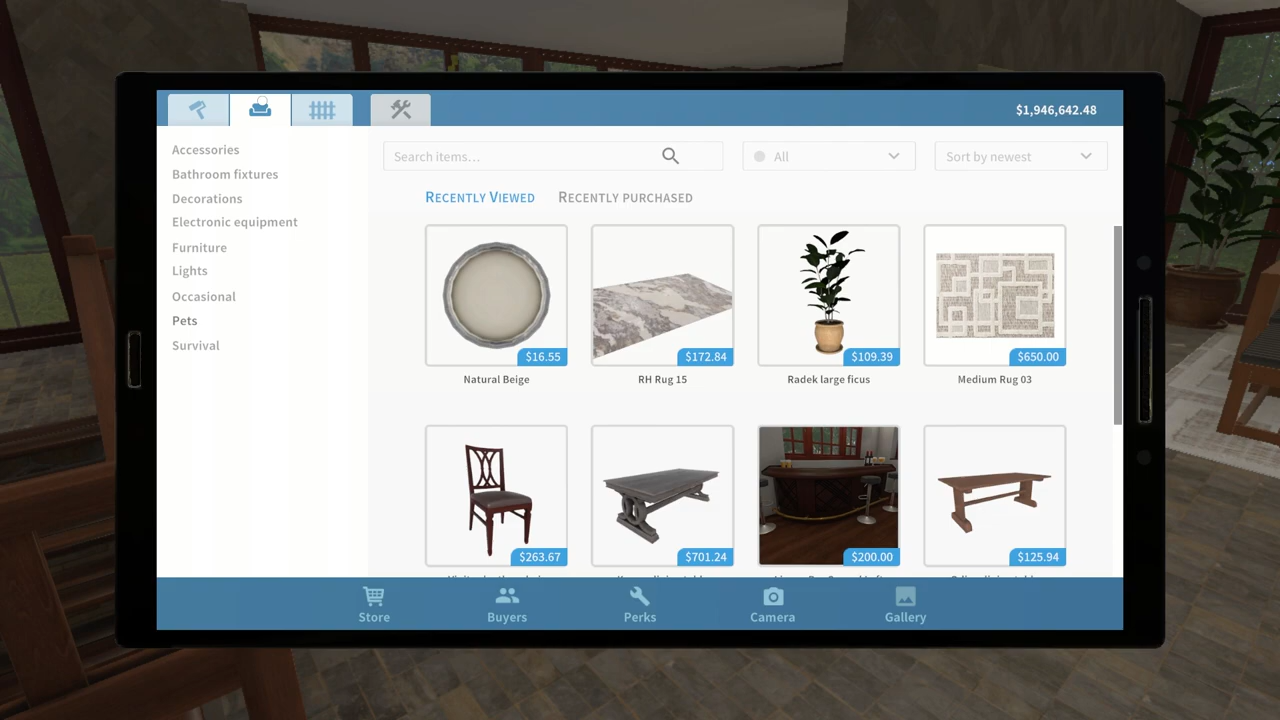 $1,946,642.48
Accessories
Bathroom fixtures
Decorations
Electronic equipment
Furniture
Lights
Occasional
Pets
Survival
Search items...
All
Sort by newest
Recently Viewed
Recently purchased
$16.55
$172.84
$109.39
$650.00
Natural Beige
RH Rug 15
Radek large ficus
Medium Rug 03
$263.67
$701.24
$200.00
$125.94
Store
Buyers
Perks
Camera
Gallery